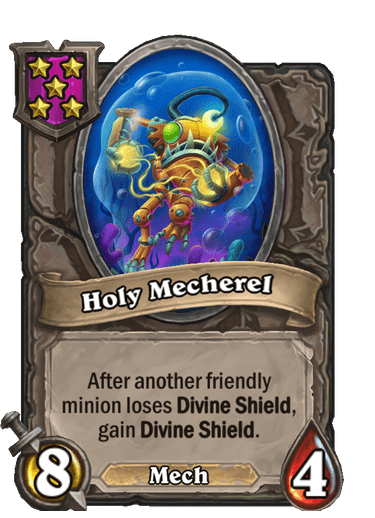 Holy Mecherel
After another friendly
minion loses Divine Shield,
gain Divine Shield.
8
Mech
4